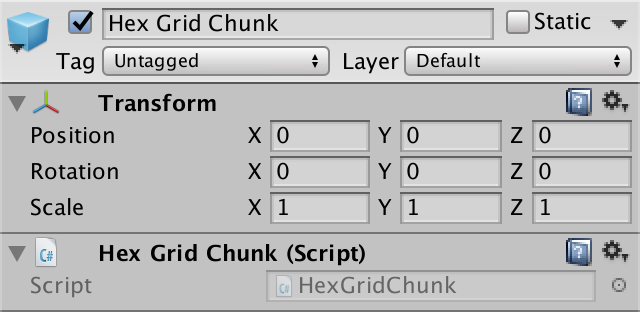 Hex Grid Chunk Static
Tag Untagged Layer Default
Transform
Position X 0 Y 0 Z 0
Rotation X 0 Y 0 Z 0
Scale X 1 Y 1 Z 1
C# Hex Grid Chunk (Script)
Script C# HexGridChunk